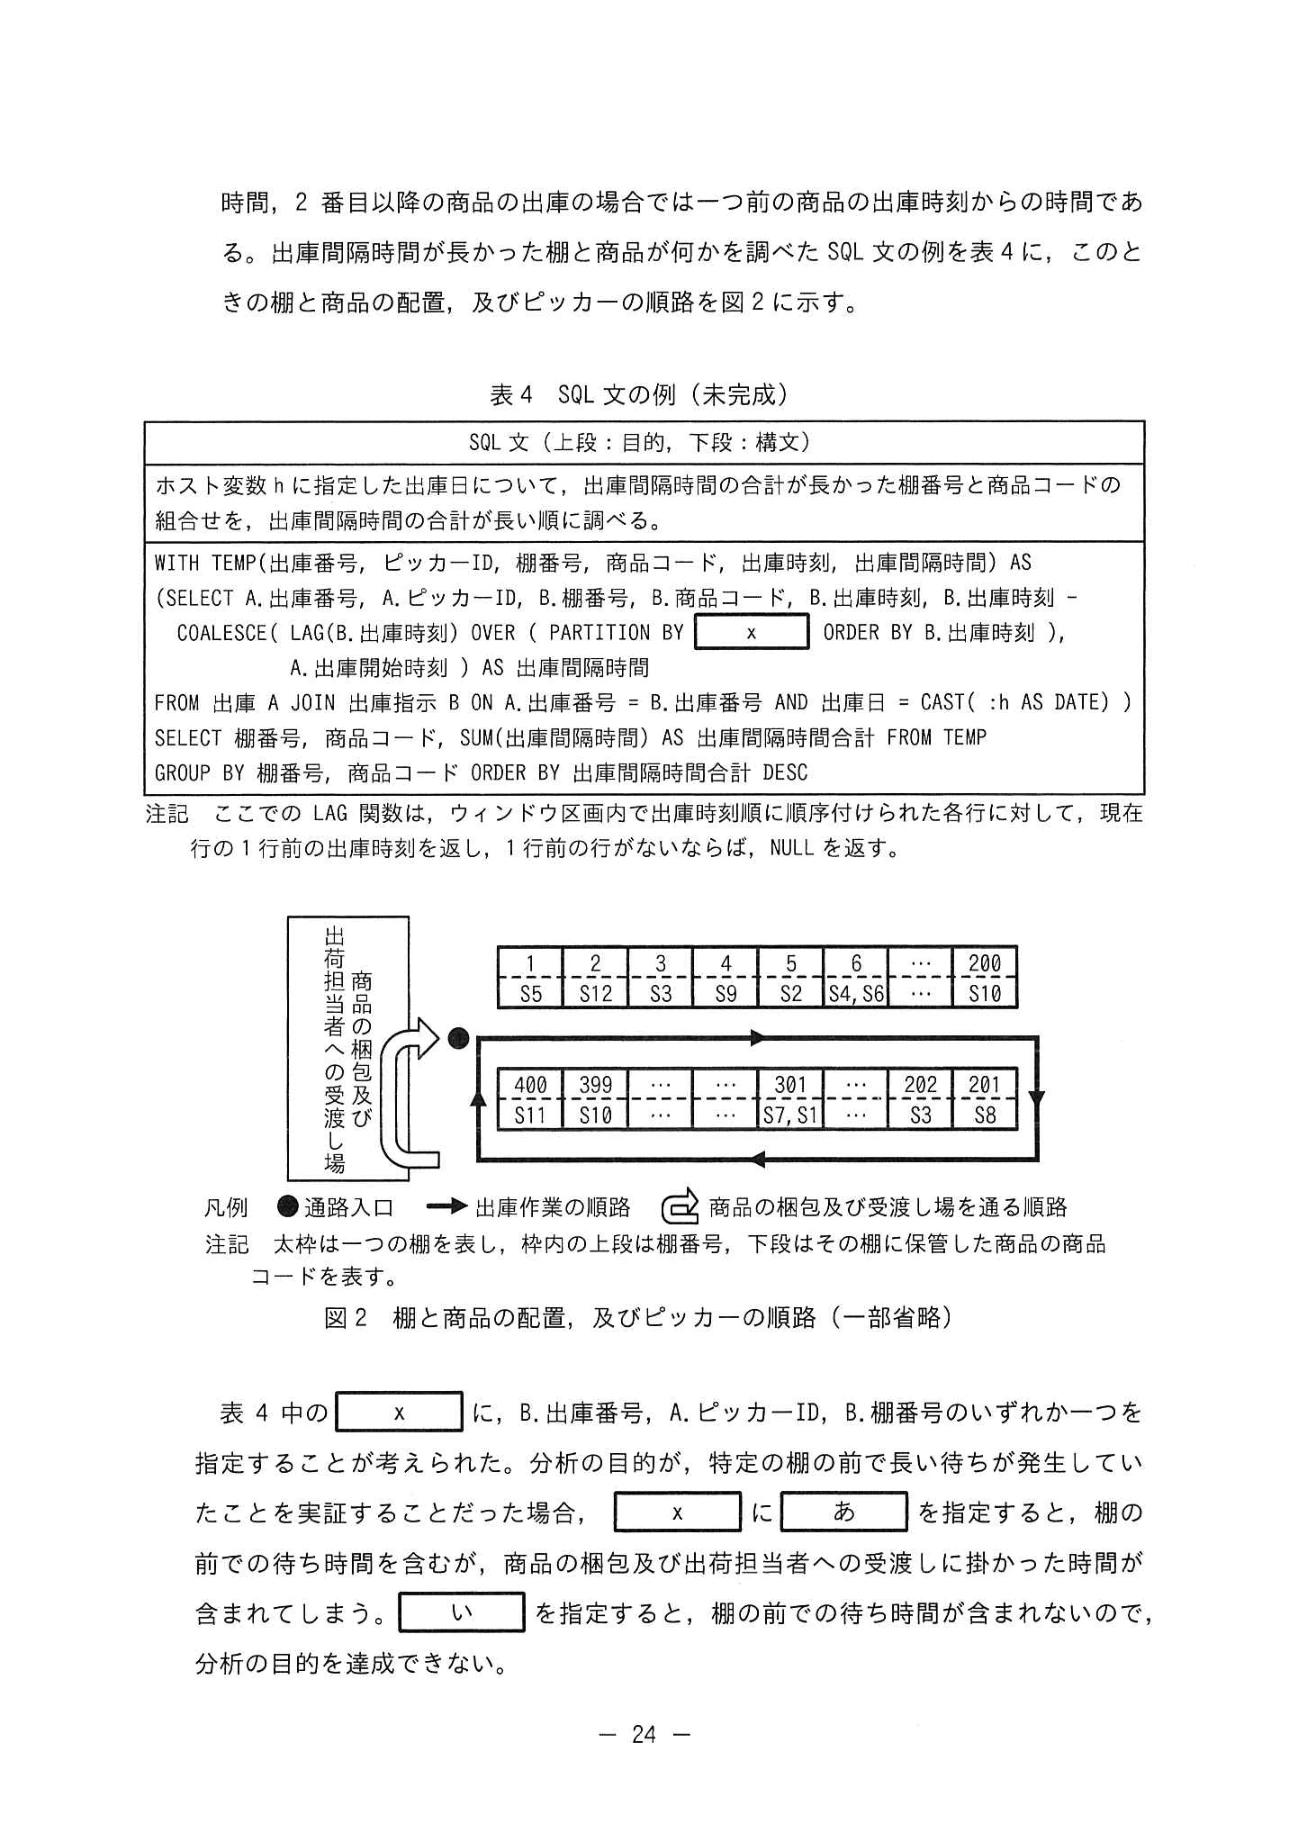 時間，2 番目以降の商品の出庫の場合では一つ前の商品の出庫時刻からの時間であ
る。出庫間隔時間が長かった棚と商品が何かを調べた SQL 文の例を表 4 に，このと
きの棚と商品の配置，及びピッカーの順路を図 2 に示す。
表 4　SQL 文の例（未完成）
SQL 文（上段：目的，下段：構文）
ホスト変数 h に指定した出庫日について，出庫間隔時間の合計が長かった棚番号と商品コードの
組合せを，出庫間隔時間の合計が長い順に調べる。
WITH TEMP(出庫番号, ピッカーID, 棚番号, 商品コード, 出庫時刻, 出庫間隔時間) AS
(SELECT A.出庫番号, A.ピッカーID, B.棚番号, B.商品コード, B.出庫時刻, B.出庫時刻 -
COALESCE( LAG(B.出庫時刻) OVER ( PARTITION BY x ORDER BY B.出庫時刻 ),
A.出庫開始時刻 ) AS 出庫間隔時間
FROM 出庫 A JOIN 出庫指示 B ON A.出庫番号 = B.出庫番号 AND 出庫日 = CAST( :h AS DATE) )
SELECT 棚番号, 商品コード, SUM(出庫間隔時間) AS 出庫間隔時間合計 FROM TEMP
GROUP BY 棚番号, 商品コード ORDER BY 出庫間隔時間合計 DESC
注記　ここでの LAG 関数は，ウィンドウ区画内で出庫時刻順に順序付けられた各行に対して，現在
行の 1 行前の出庫時刻を返し，1 行前の行がないならば，NULL を返す。
商品の梱包及び
出荷担当者への受渡し場
1 2 3 4 5 6 … 200
S5 S12 S3 S9 S2 S4,S6 … S10
400 399 … … 301 … 202 201
S11 S10 … … S7,S1 … S3 S8
凡例　●通路入口　→ 出庫作業の順路　商品の梱包及び受渡し場を通る順路
注記　太枠は一つの棚を表し，枠内の上段は棚番号，下段はその棚に保管した商品の商品
コードを表す。
図 2　棚と商品の配置，及びピッカーの順路（一部省略）
表 4 中の x に，B.出庫番号，A.ピッカーID，B.棚番号のいずれか一つを
指定することが考えられた。分析の目的が，特定の棚の前で長い待ちが発生してい
たことを実証することだった場合， x に あ を指定すると，棚の
前での待ち時間を含むが，商品の梱包及び出荷担当者への受渡しに掛かった時間が
含まれてしまう。 い を指定すると，棚の前での待ち時間が含まれないので，
分析の目的を達成できない。
― 24 ―